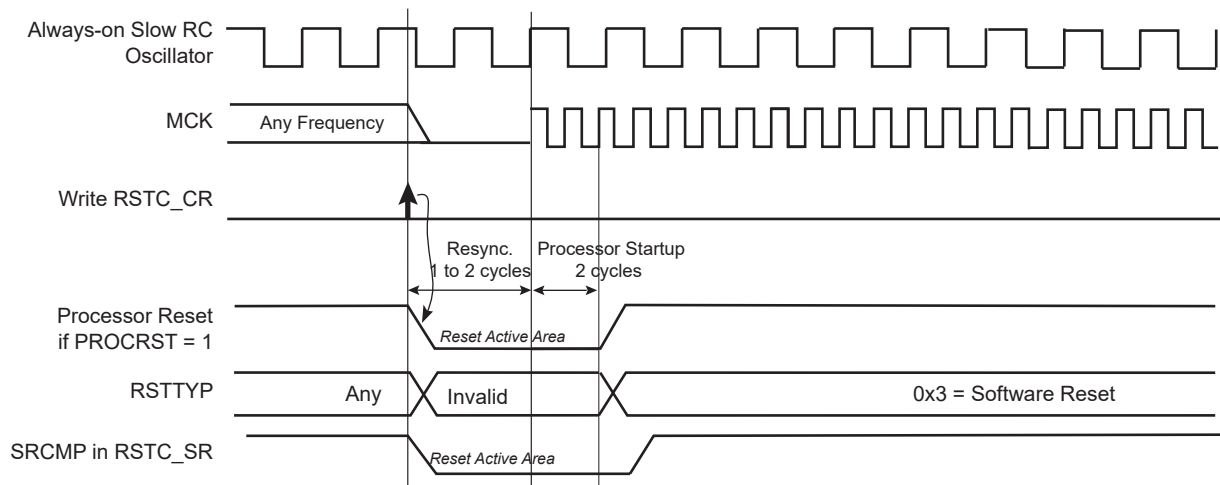 Always-on Slow RC
Oscillator
MCK
Any Frequency
Write RSTC_CR
Resync.
1 to 2 cycles
Processor Startup
2 cycles
Processor Reset
if PROCRST = 1
Reset Active Area
RSTTYP
Any
Invalid
0x3 = Software Reset
SRCMP in RSTC_SR
Reset Active Area